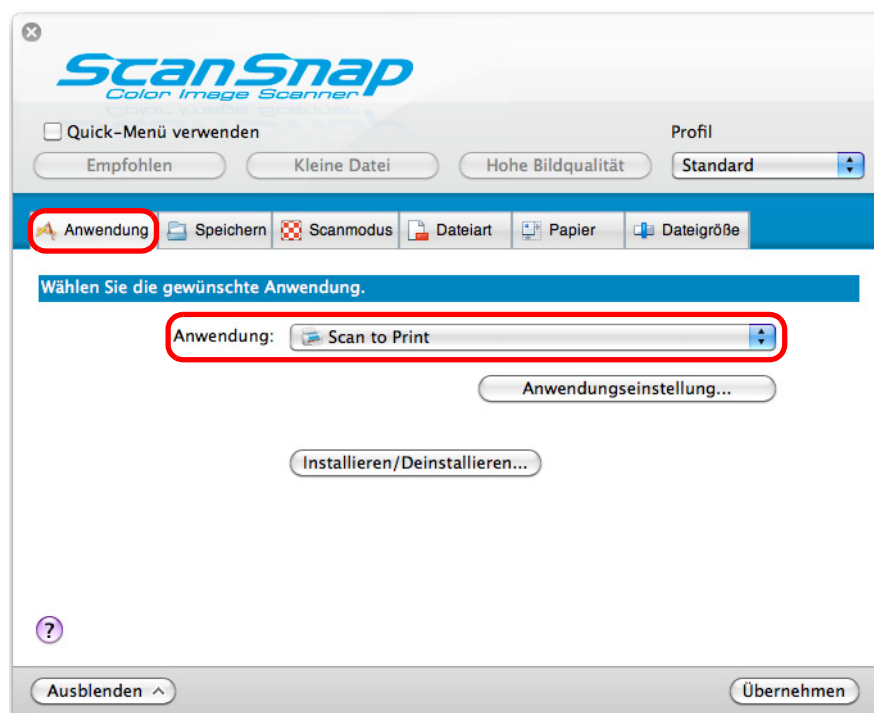 ScanSnap
Color Image Scanner
Quick-Menü verwenden
Profil
Empfohlen Kleine Datei Hohe Bildqualität Standard
Anwendung Speichern Scanmodus Dateiart Papier Dateigröße
Wählen Sie die gewünschte Anwendung.
Anwendung: Scan to Print
Anwendungseinstellung...
Installieren/Deinstallieren...
?
Ausblenden Übernehmen